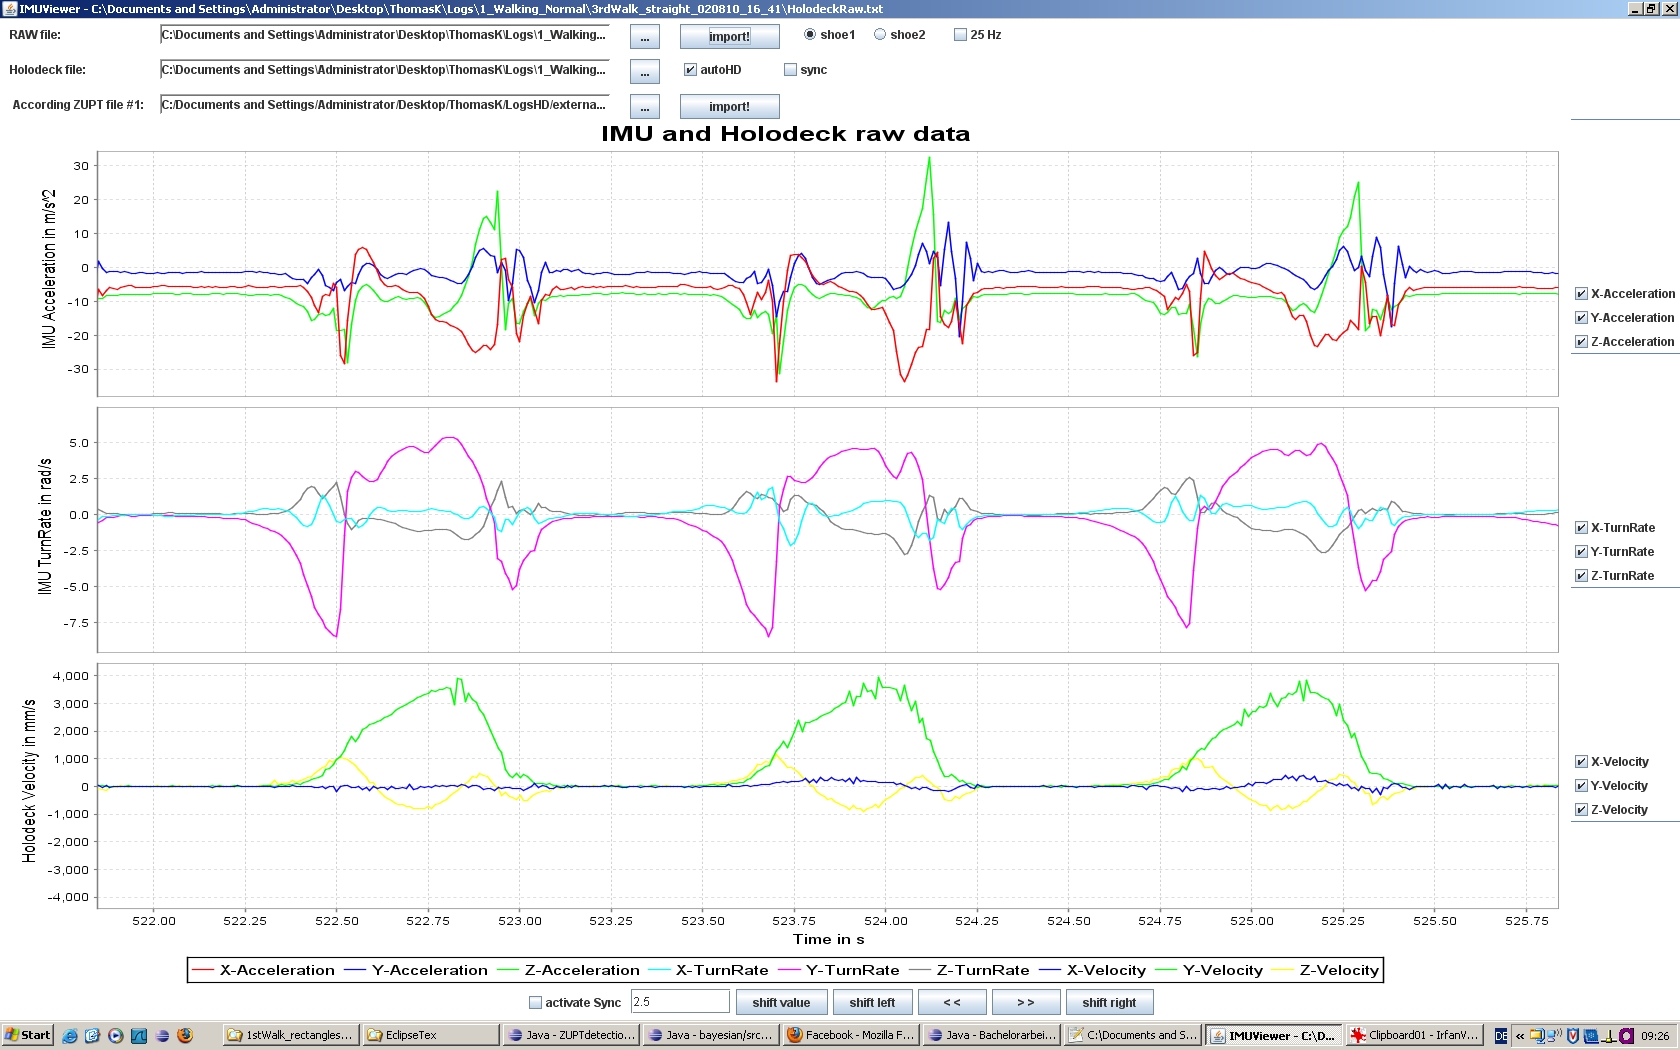 IMUViewer - C:\Documents and Settings\Administrator\Desktop\ThomasK\Logs\1_Walking_Normal\3rdWalk_straight_020810_16_41\HolodeckRaw.txt
RAW file: C:\Documents and Settings\Administrator\Desktop\ThomasK\Logs\1_Walking... ... import! shoe1 shoe2 25 Hz
Holodeck file: C:\Documents and Settings\Administrator\Desktop\ThomasK\Logs\1_Walking... ... autoHD sync
According ZUPT file #1: C:/Documents and Settings/Administrator/Desktop/ThomasK/LogsHD/externa... ... import!
IMU and Holodeck raw data
IMU Acceleration in m/s^2
30
20
10
0
-10
-20
-30
X-Acceleration
Y-Acceleration
Z-Acceleration
IMU TurnRate in rad/s
5.0
2.5
0.0
-2.5
-5.0
-7.5
X-TurnRate
Y-TurnRate
Z-TurnRate
Holodeck Velocity in mm/s
4,000
3,000
2,000
1,000
0
-1,000
-2,000
-3,000
-4,000
X-Velocity
Y-Velocity
Z-Velocity
522.00 522.25 522.50 522.75 523.00 523.25 523.50 523.75 524.00 524.25 524.50 524.75 525.00 525.25 525.50 525.75
Time in s
X-Acceleration Y-Acceleration Z-Acceleration X-TurnRate Y-TurnRate Z-TurnRate X-Velocity Y-Velocity Z-Velocity
activate Sync 2.5 shift value shift left << >> shift right
Start 1stWalk_rectangles... EclipseTex Java - ZUPTdetectio... Java - bayesian/src... Facebook - Mozilla F... Java - Bachelorarbei... C:\Documents and S... IMUViewer - C:\D... Clipboard01 - IrfanV... DE « 09:26